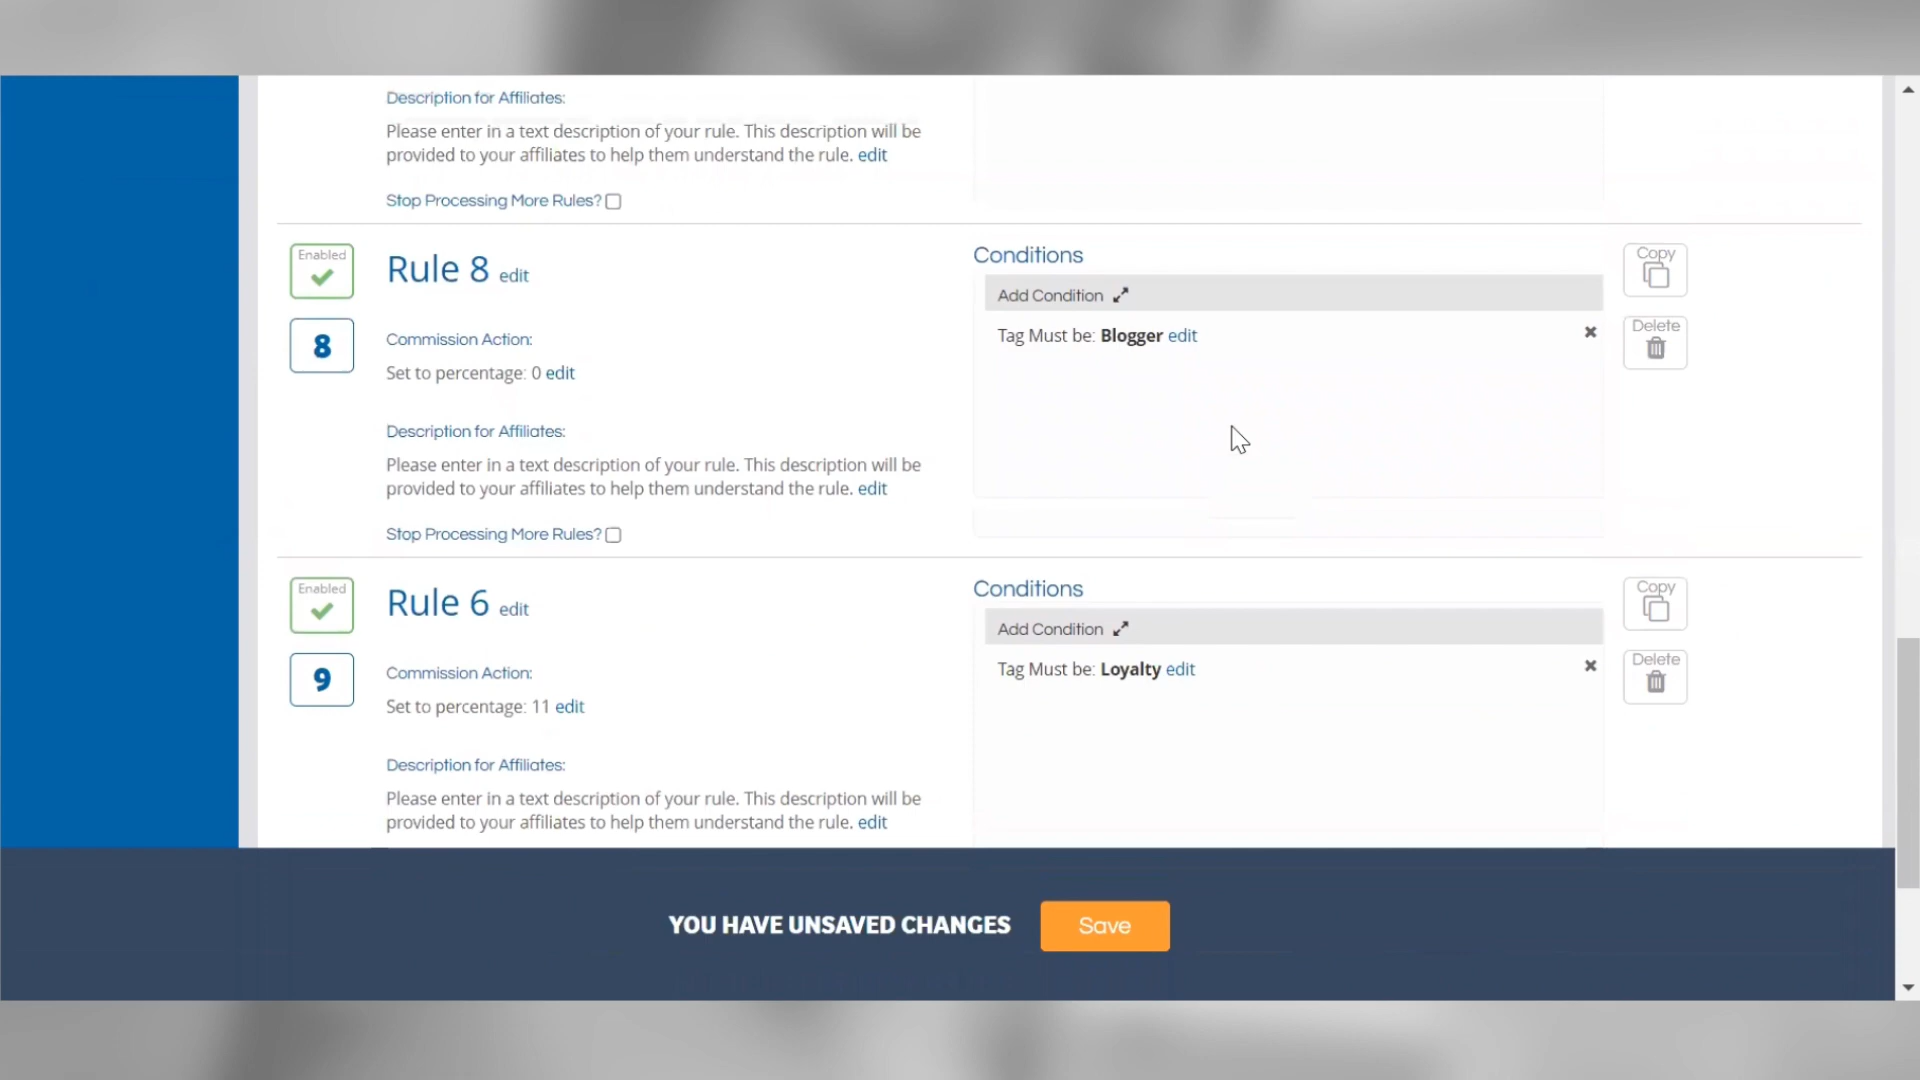 Description for Affiliates:
Please enter in a text description of your rule. This description will be
provided to your affiliates to help them understand the rule. edit
Stop Processing More Rules?
Enabled
Rule 8 edit
Conditions
Copy
Add Condition
8
Tag Must be: Blogger edit
Delete
Commission Action:
Set to percentage: 0 edit
Description for Affiliates:
Please enter in a text description of your rule. This description will be
provided to your affiliates to help them understand the rule. edit
Stop Processing More Rules?
Enabled
Rule 6 edit
Conditions
Copy
Add Condition
9
Tag Must be: Loyalty edit
Delete
Commission Action:
Set to percentage: 11 edit
Description for Affiliates:
Please enter in a text description of your rule. This description will be
provided to your affiliates to help them understand the rule. edit
YOU HAVE UNSAVED CHANGES
Save